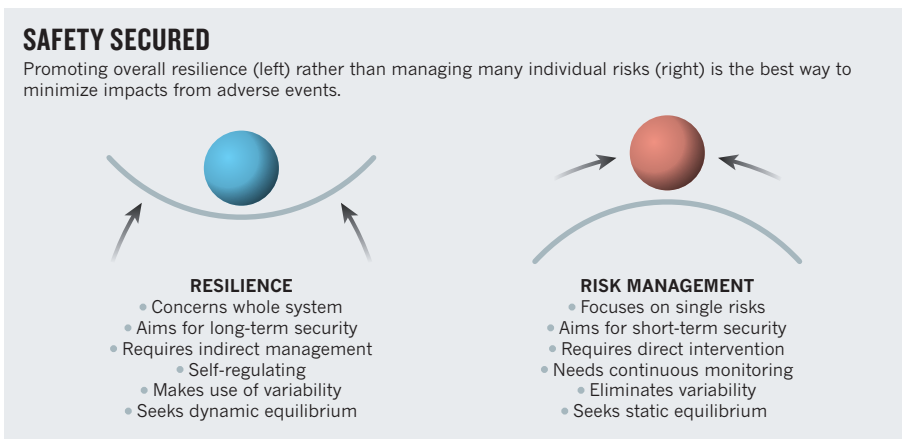 SAFETY SECURED
Promoting overall resilience (left) rather than managing many individual risks (right) is the best way to
minimize impacts from adverse events.
RESILIENCE
• Concerns whole system
• Aims for long-term security
• Requires indirect management
• Self-regulating
• Makes use of variability
• Seeks dynamic equilibrium
RISK MANAGEMENT
• Focuses on single risks
• Aims for short-term security
• Requires direct intervention
• Needs continuous monitoring
• Eliminates variability
• Seeks static equilibrium